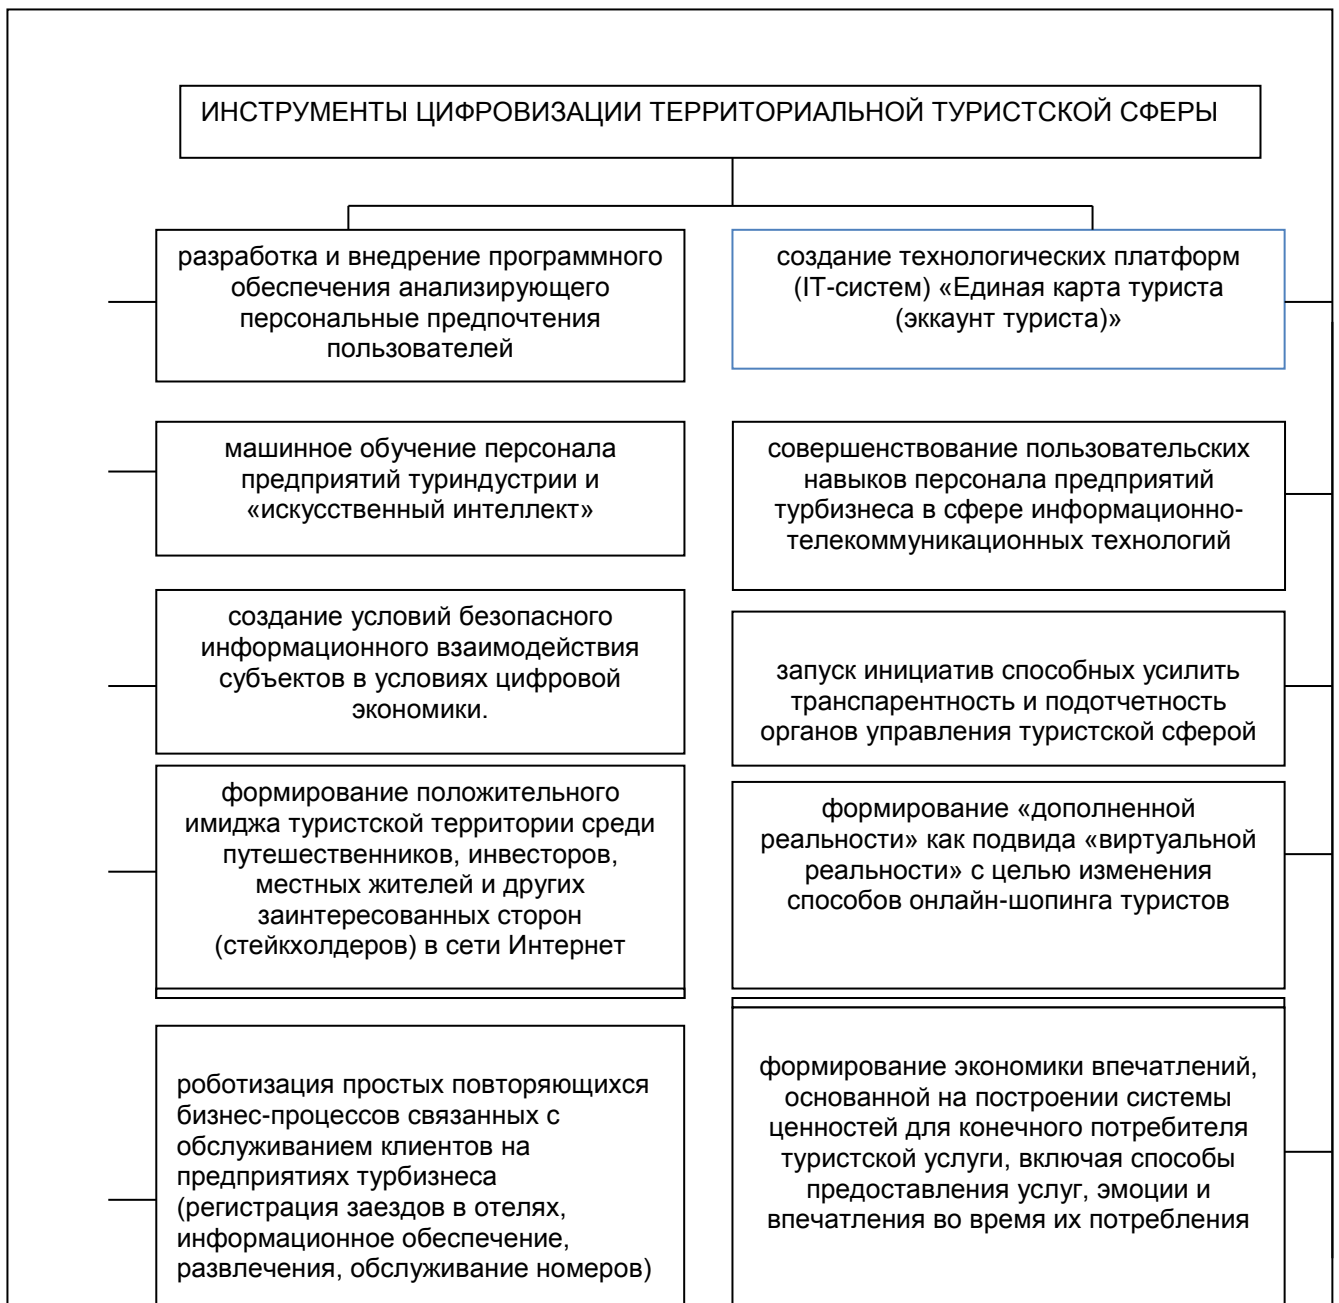 ИНСТРУМЕНТЫ ЦИФРОВИЗАЦИИ ТЕРРИТОРИАЛЬНОЙ ТУРИСТСКОЙ СФЕРЫ
разработка и внедрение программного
обеспечения анализирующего
персональные предпочтения
пользователей
создание технологических платформ
(IT-систем) «Единая карта туриста
(эккаунт туриста)»
машинное обучение персонала
предприятий туриндустрии и
«искусственный интеллект»
совершенствование пользовательских
навыков персонала предприятий
турбизнеса в сфере информационно-
телекоммуникационных технологий
создание условий безопасного
информационного взаимодействия
субъектов в условиях цифровой
экономики.
запуск инициатив способных усилить
транспарентность и подотчетность
органов управления туристской сферой
формирование положительного
имиджа туристской территории среди
путешественников, инвесторов,
местных жителей и других
заинтересованных сторон
(стейкхолдеров) в сети Интернет
формирование «дополненной
реальности» как подвида «виртуальной
реальности» с целью изменения
способов онлайн-шопинга туристов
роботизация простых повторяющихся
бизнес-процессов связанных с
обслуживанием клиентов на
предприятиях турбизнеса
(регистрация заездов в отелях,
информационное обеспечение,
развлечения, обслуживание номеров)
формирование экономики впечатлений,
основанной на построении системы
ценностей для конечного потребителя
туристской услуги, включая способы
предоставления услуг, эмоции и
впечатления во время их потребления